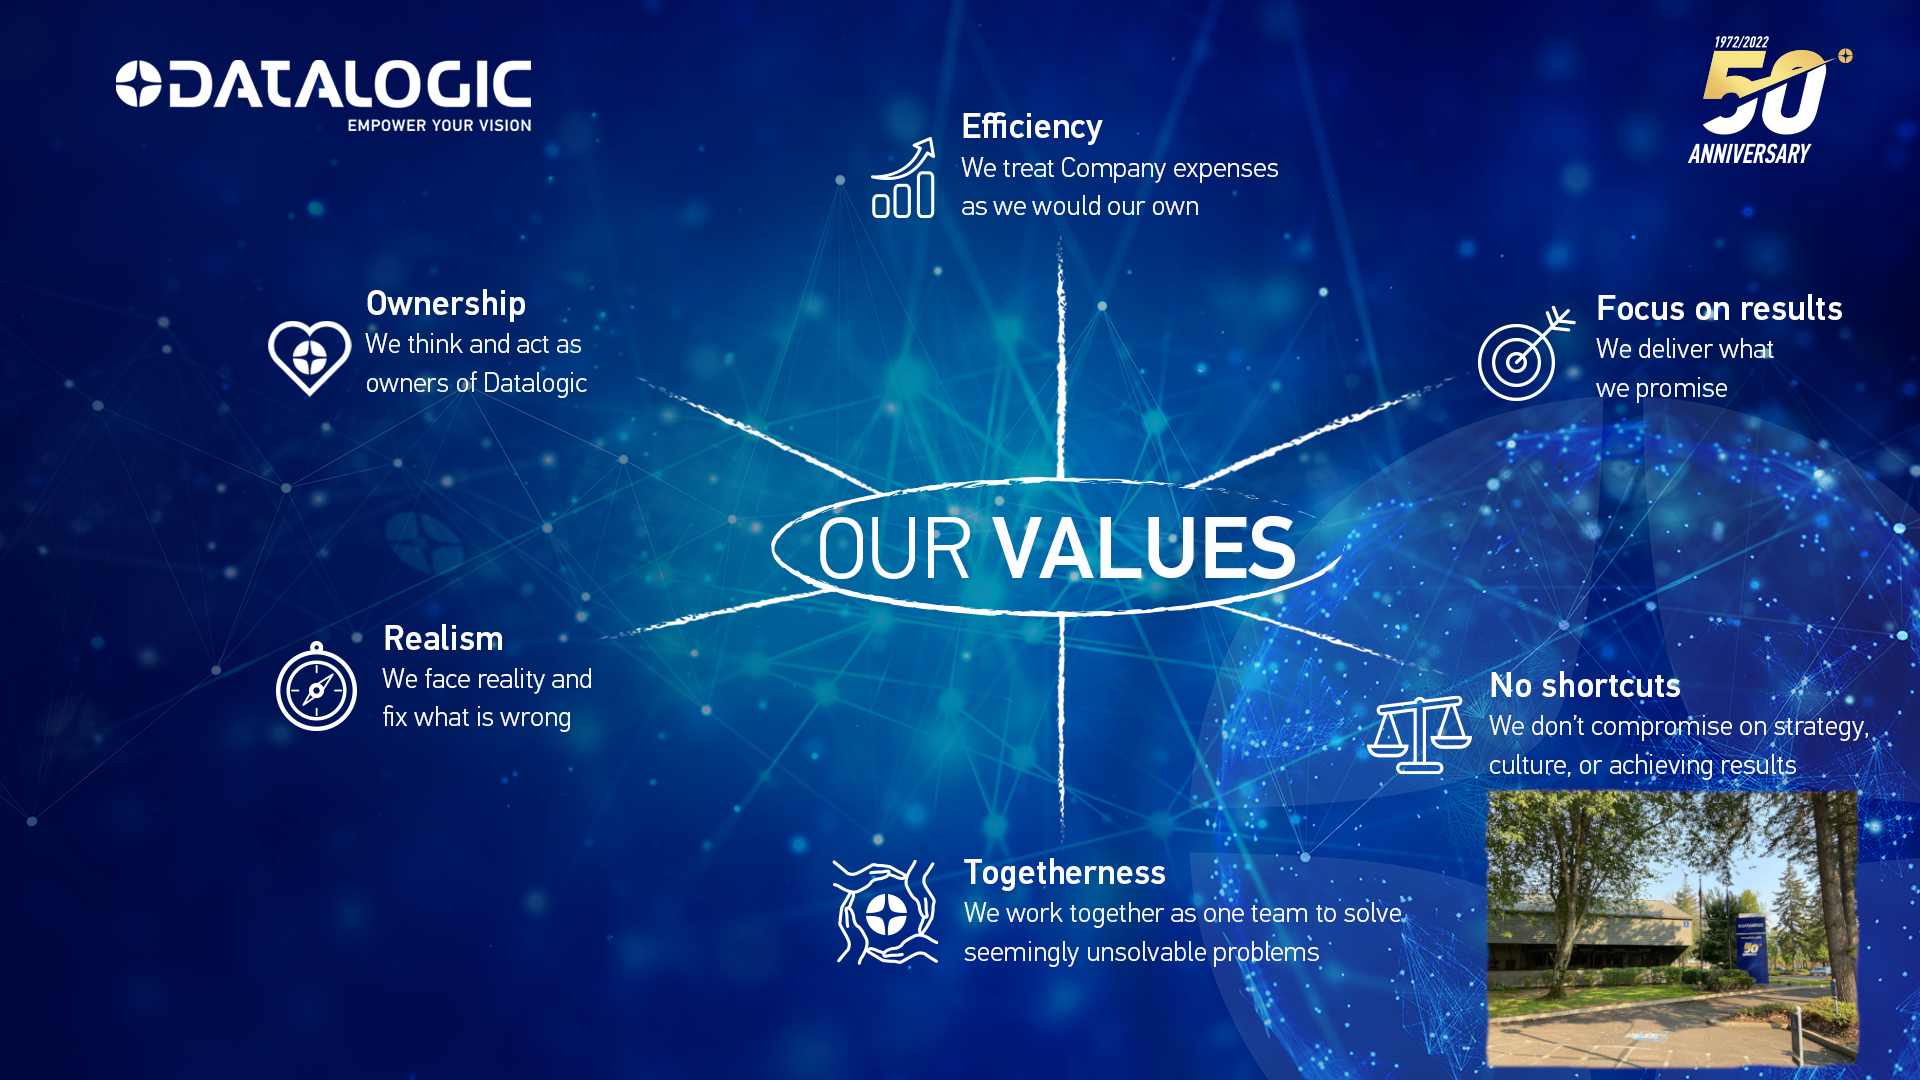 DATALOGIC
EMPOWER YOUR VISION
1972/2022
50
ANNIVERSARY
Efficiency
We treat Company expenses
as we would our own
Ownership
We think and act as
owners of Datalogic
Focus on results
We deliver what
we promise
OUR VALUES
Realism
We face reality and
fix what is wrong
No shortcuts
We don't compromise on strategy,
culture, or achieving results
Togetherness
We work together as one team to solve
seemingly unsolvable problems
50